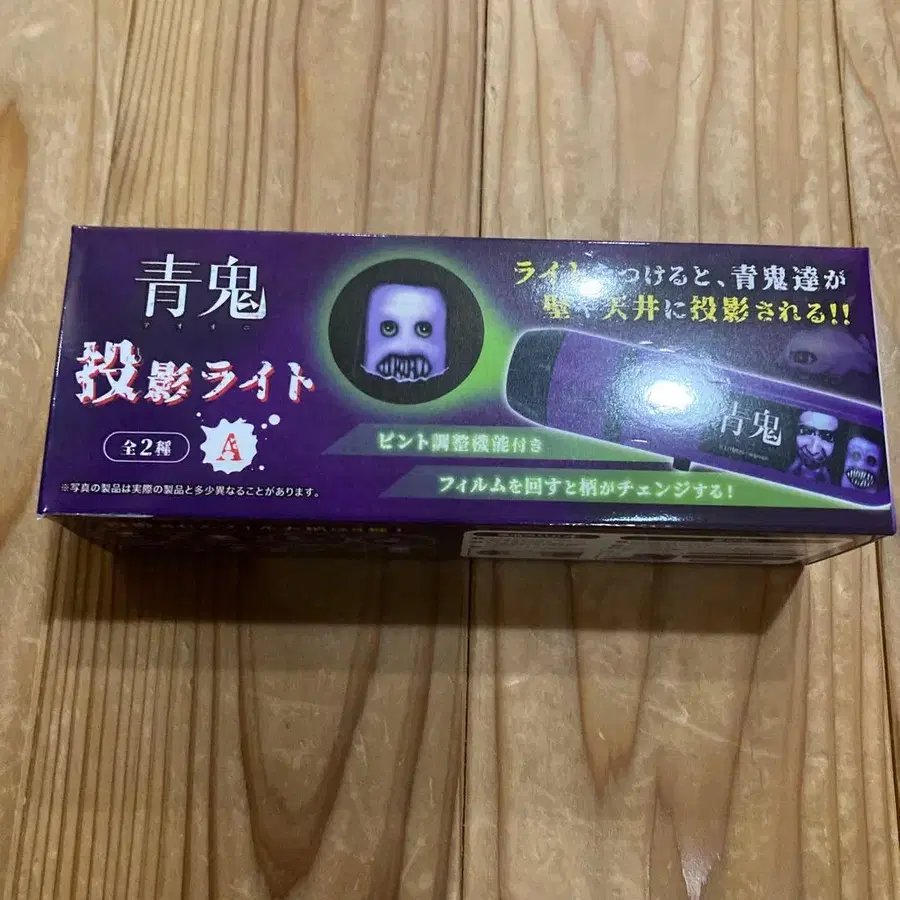 青鬼
アオオニ
投影ライト
全2種 A
※写真の製品は実際の製品と多少異なることがあります。
ライトをつけると、青鬼達が
壁や天井に投影される!!
ピント調整機能付き
フィルムを回すと柄がチェンジする!
青鬼